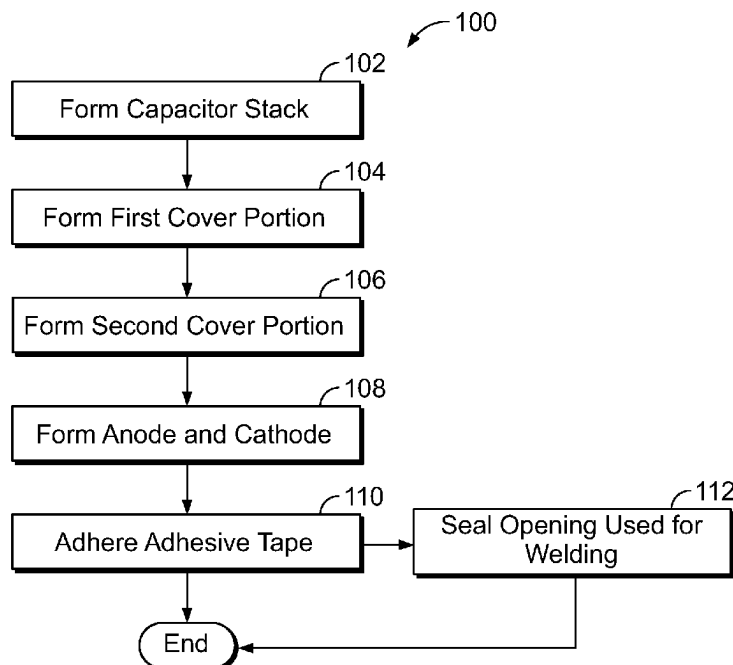 100
102
Form Capacitor Stack
104
Form First Cover Portion
106
Form Second Cover Portion
108
Form Anode and Cathode
110
Adhere Adhesive Tape
112
Seal Opening Used for
Welding
End